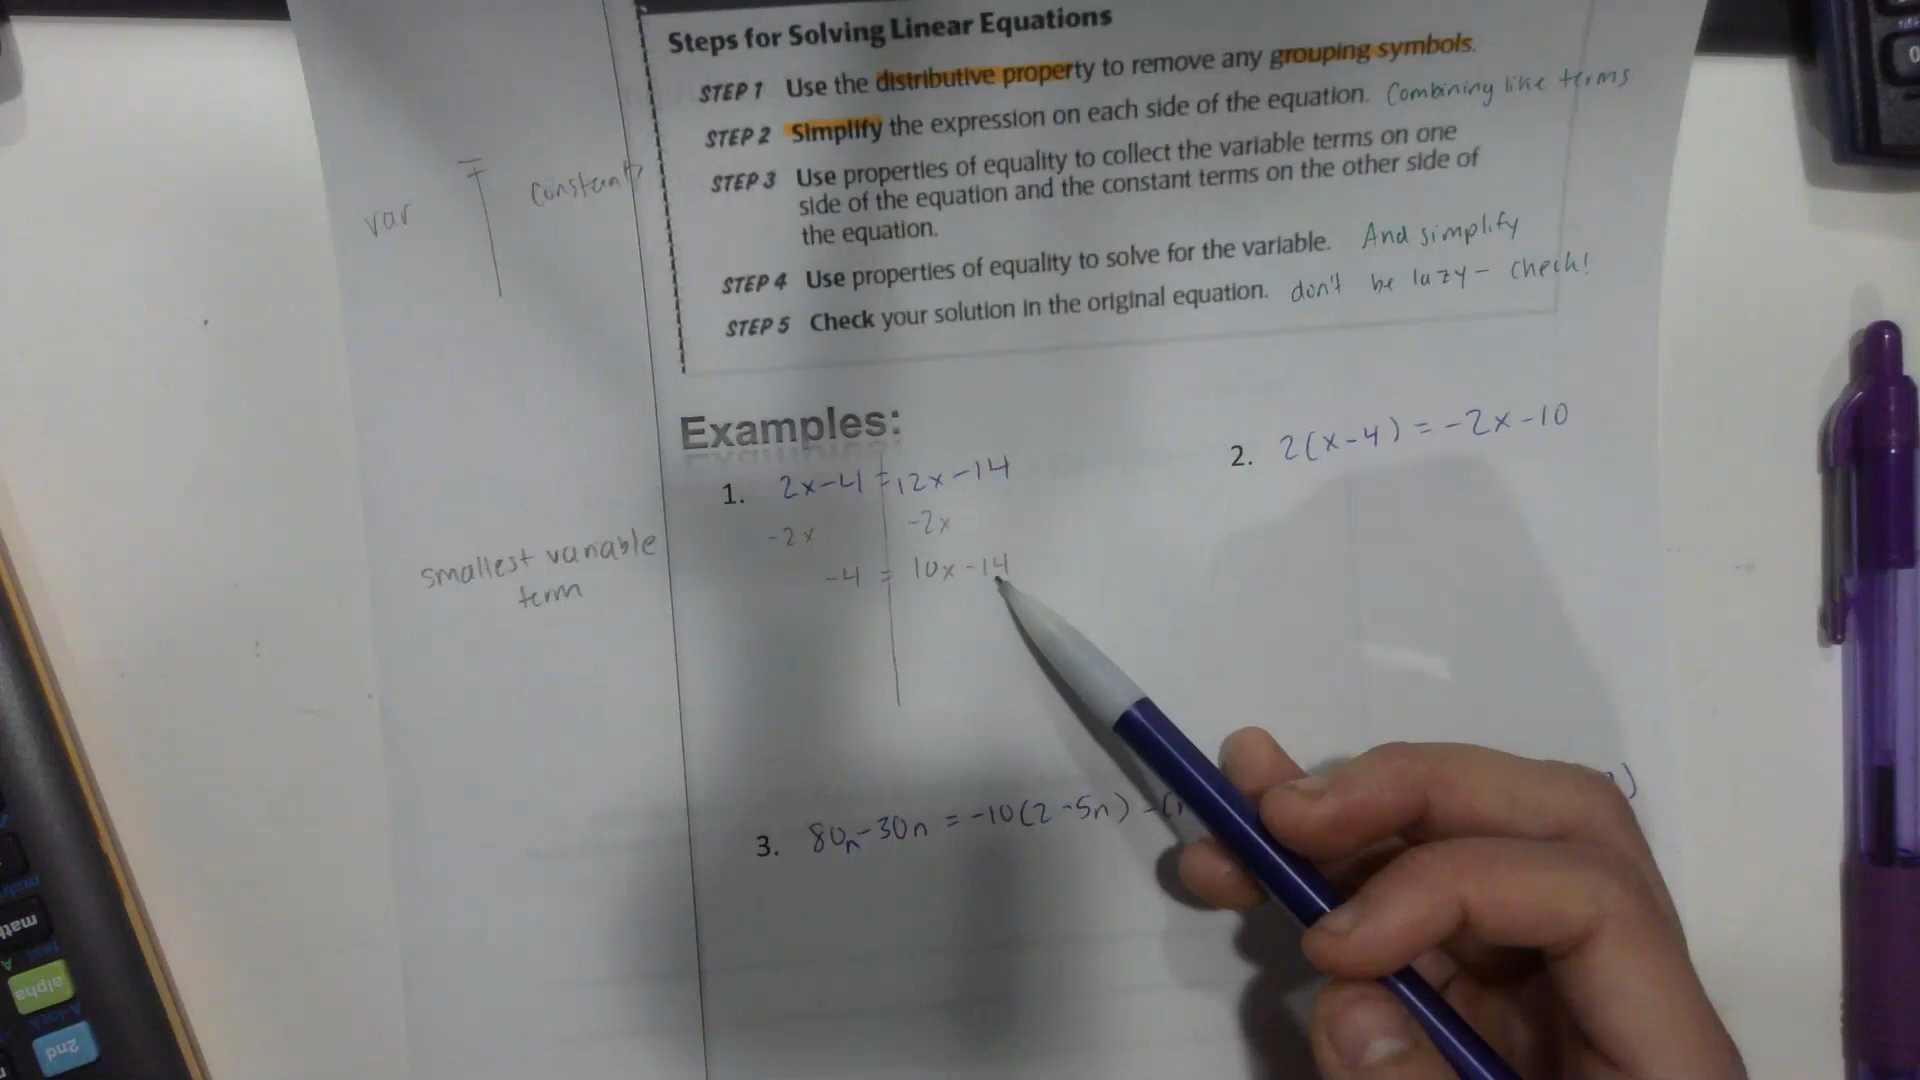 Steps for Solving Linear Equations
STEP 1 Use the distributive property to remove any grouping symbols.
STEP 2 Simplify the expression on each side of the equation. Combining like terms
STEP 3 Use properties of equality to collect the variable terms on one
side of the equation and the constant terms on the other side of
the equation.
STEP 4 Use properties of equality to solve for the variable. And simplify
STEP 5 Check your solution in the original equation. don't be lazy - check!
var
constant
Examples:
1. 2x-4=12x-14
-2x -2x
-4 = 10x-14
smallest variable
term
2. 2(x-4) = -2x-10
3. 80n-30n = -10(2-5n) -(
)
math
A
alpha
A-lock
2nd